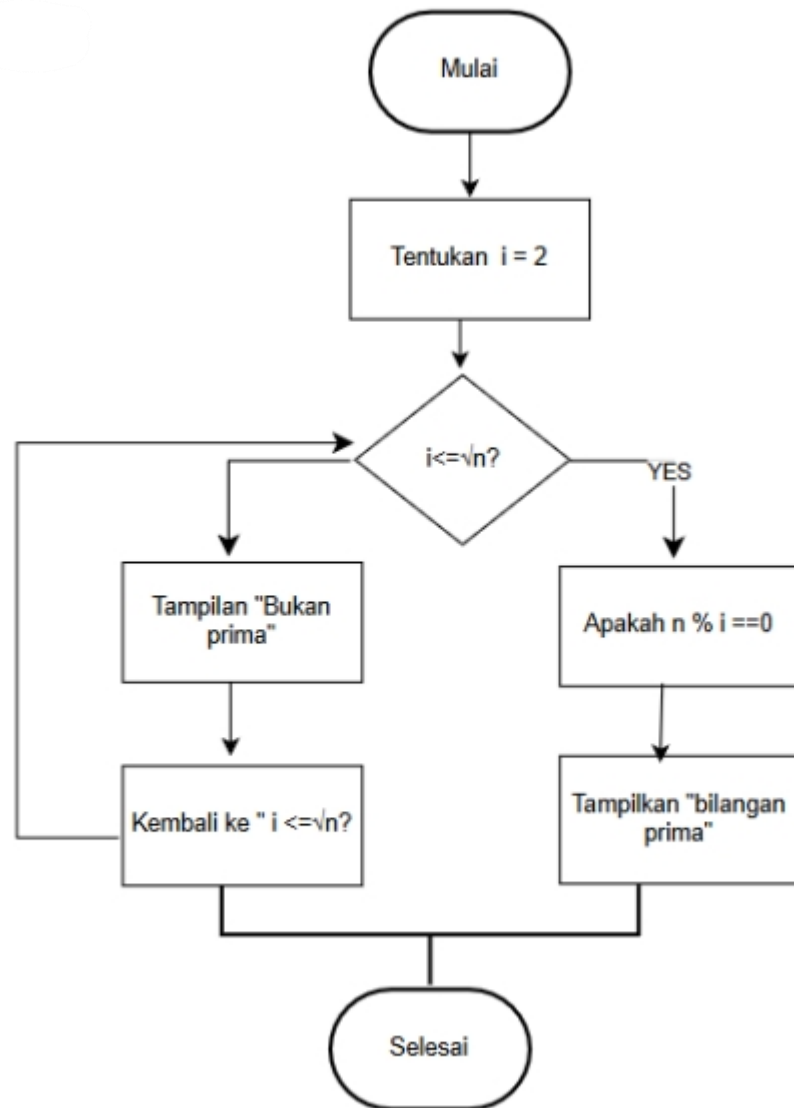 Mulai
Tentukan i = 2
i<=√n?
YES
Tampilan "Bukan
prima"
Apakah n % i ==0
Kembali ke " i <=√n?
Tampilkan "bilangan
prima"
Selesai